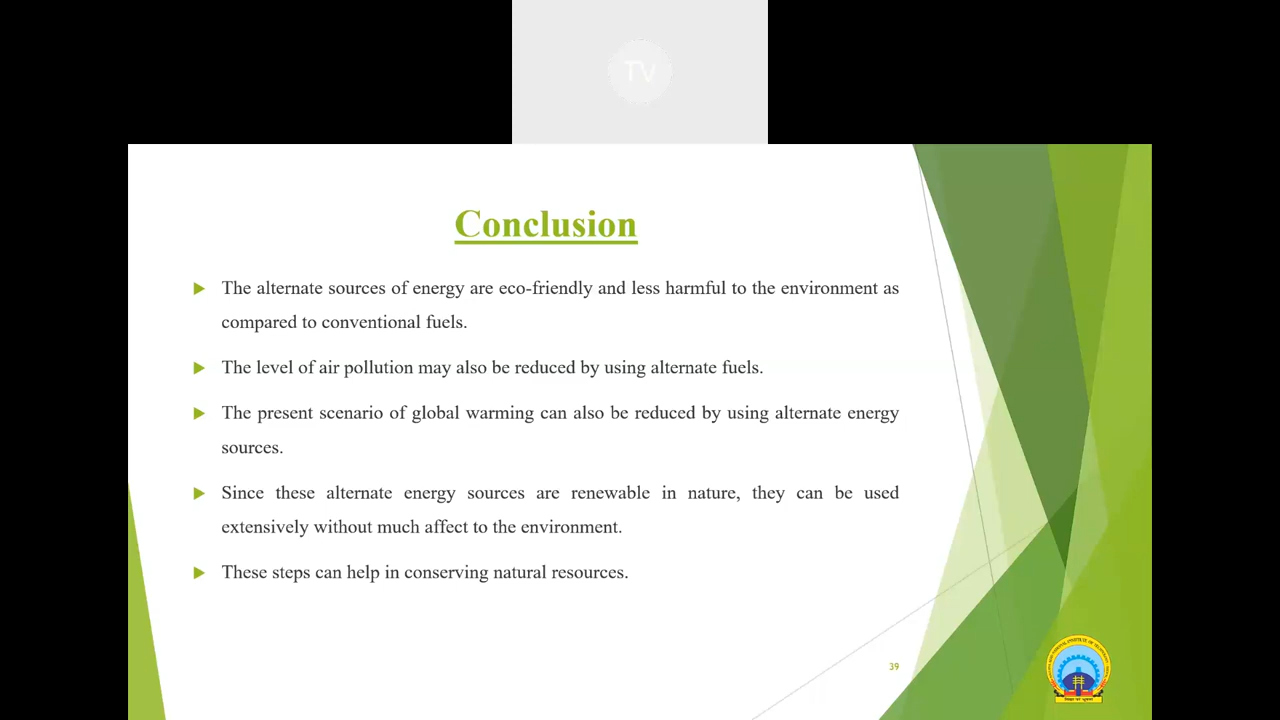 TV
Conclusion
The alternate sources of energy are eco-friendly and less harmful to the environment as
compared to conventional fuels.
The level of air pollution may also be reduced by using alternate fuels.
The present scenario of global warming can also be reduced by using alternate energy
sources.
Since these alternate energy sources are renewable in nature, they can be used
extensively without much affect to the environment.
These steps can help in conserving natural resources.
39